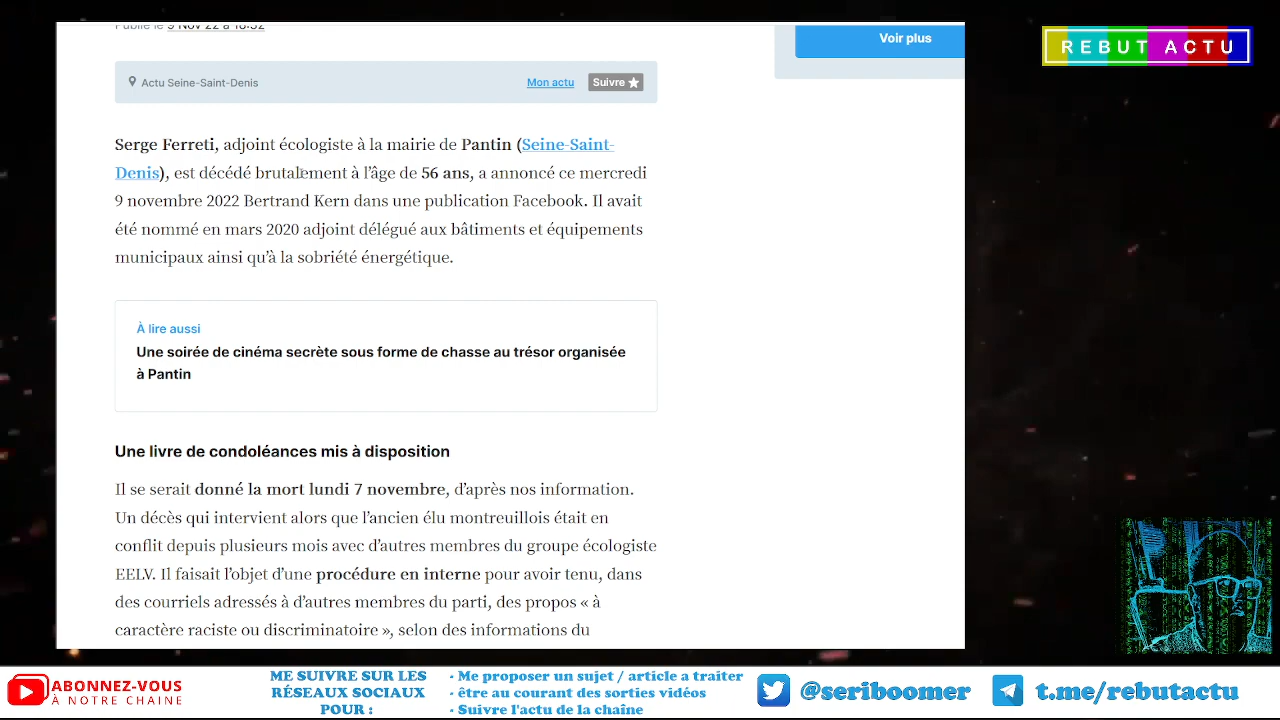 Publié le 9 Nov 22 à 18:32
Voir plus
REBUT ACTU
Actu Seine-Saint-Denis
Mon actu
Suivre
Serge Ferreti, adjoint écologiste à la mairie de Pantin (Seine-Saint-
Denis), est décédé brutalement à l'âge de 56 ans, a annoncé ce mercredi
9 novembre 2022 Bertrand Kern dans une publication Facebook. Il avait
été nommé en mars 2020 adjoint délégué aux bâtiments et équipements
municipaux ainsi qu'à la sobriété énergétique.
À lire aussi
Une soirée de cinéma secrète sous forme de chasse au trésor organisée
à Pantin
Une livre de condoléances mis à disposition
Il se serait donné la mort lundi 7 novembre, d'après nos information.
Un décès qui intervient alors que l'ancien élu montreuillois était en
conflit depuis plusieurs mois avec d'autres membres du groupe écologiste
EELV. Il faisait l'objet d'une procédure en interne pour avoir tenu, dans
des courriels adressés à d'autres membres du parti, des propos « à
caractère raciste ou discriminatoire », selon des informations du
ABONNEZ-VOUS
À NOTRE CHAINE
ME SUIVRE SUR LES
RÉSEAUX SOCIAUX
POUR :
- Me proposer un sujet / article a traiter
- être au courant des sorties vidéos
- Suivre l'actu de la chaîne
@seriboomer
t.me/rebutactu